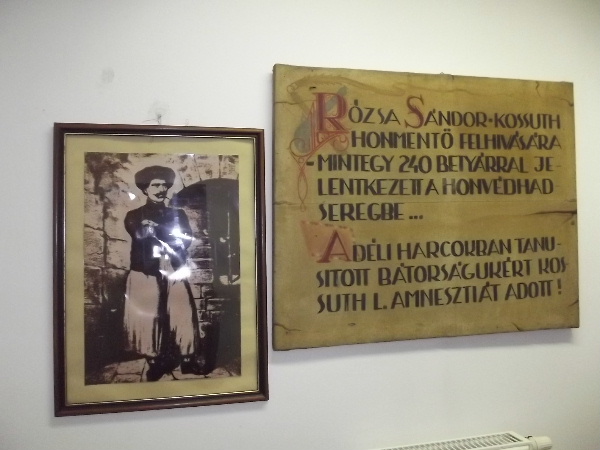 RÓZSA SÁNDOR • KOSSUTH
HONMENTŐ FELHIVÁSÁRA
- MINTEGY 240 BETYÁRRAL JE-
LENTKEZETT A HONVÉDHAD
SEREGBE ...
A DÉLI HARCOKBAN TANU-
SITOTT BÁTORSÁGUKÉRT KOS-
SUTH L. AMNESZTIÁT ADOTT !